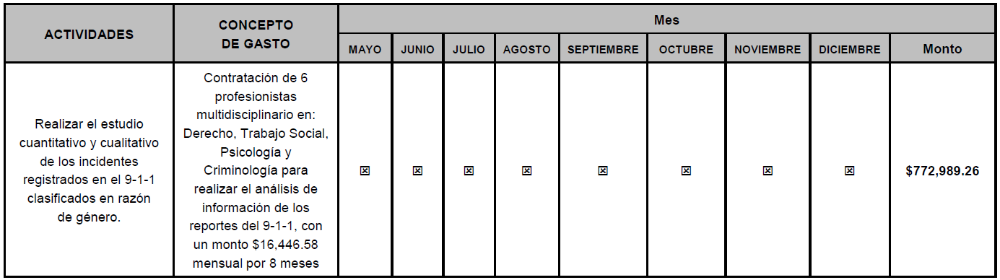 ACTIVIDADES
CONCEPTO
DE GASTO
Mes
MAYO JUNIO JULIO AGOSTO SEPTIEMBRE OCTUBRE NOVIEMBRE DICIEMBRE Monto
Realizar el estudio
cuantitativo y cualitativo
de los incidentes
registrados en el 9-1-1
clasificados en razón
de género.
Contratación de 6
profesionistas
multidisciplinario en:
Derecho, Trabajo Social,
Psicología y
Criminología para
realizar el análisis de
información de los
reportes del 9-1-1, con
un monto $16,446.58
mensual por 8 meses
☒ ☒ ☒ ☒ ☒ ☒ ☒ ☒ $772,989.26